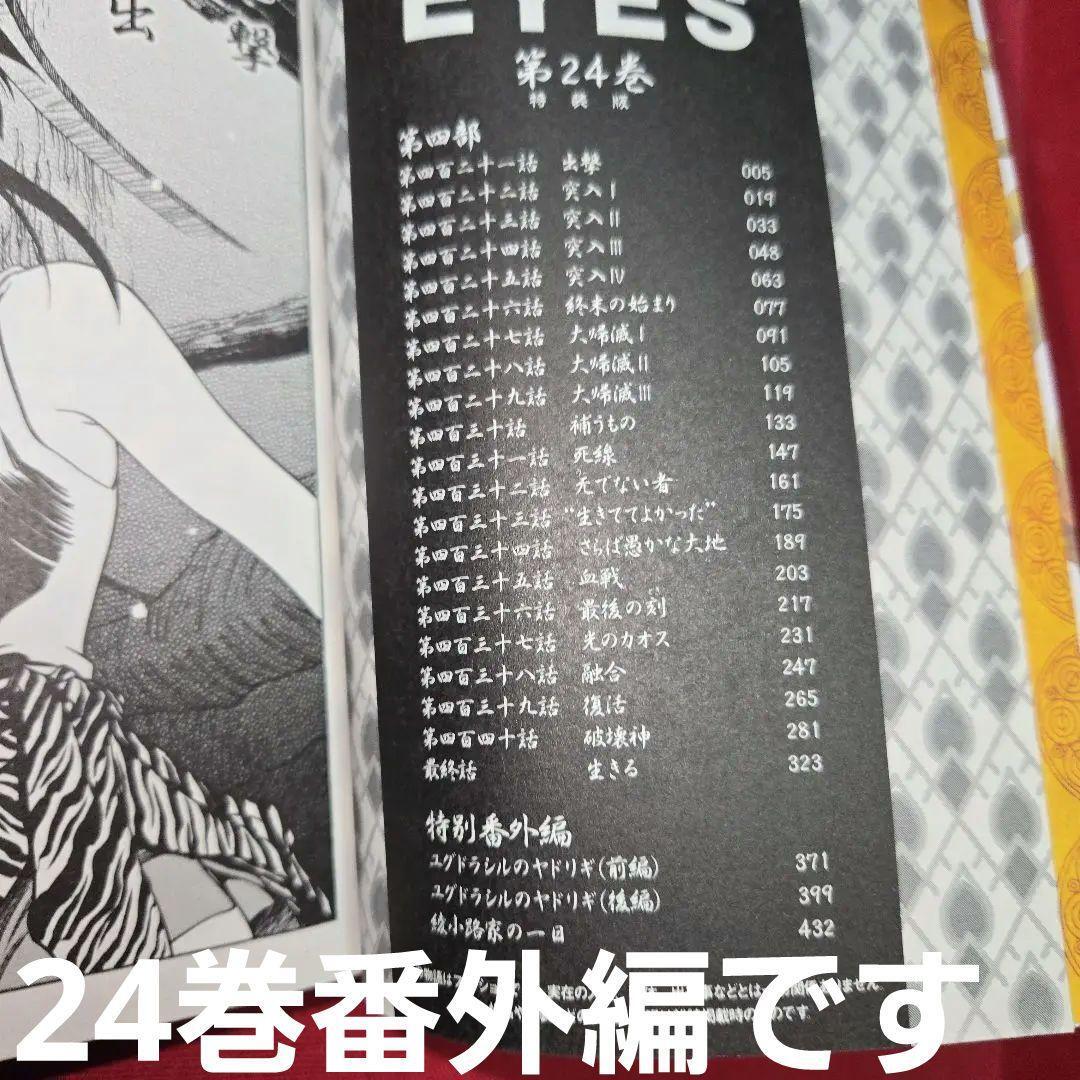 出撃
EYES
第24巻
特典版
第四部
第四百二十一話 出撃 005
第四百二十二話 突入Ⅰ 019
第四百二十三話 突入Ⅱ 033
第四百二十四話 突入Ⅲ 048
第四百二十五話 突入Ⅳ 063
第四百二十六話 終末の始まり 077
第四百二十七話 大帰滅Ⅰ 091
第四百二十八話 大帰滅Ⅱ 105
第四百二十九話 大帰滅Ⅲ 119
第四百三十話 補うもの 133
第四百三十一話 死線 147
第四百三十二話 无でない者 161
第四百三十三話 "生きててよかった" 175
第四百三十四話 さらば愚かな大地 189
第四百三十五話 血戦 203
第四百三十六話 最後の刻 217
第四百三十七話 光のカオス 231
第四百三十八話 融合 247
第四百三十九話 復活 265
第四百四十話 破壊神 281
最終話 生きる 323
特別番外編
ユグドラシルのヤドリギ(前編) 371
ユグドラシルのヤドリギ(後編) 399
綾小路家の一日 432
24巻番外編です